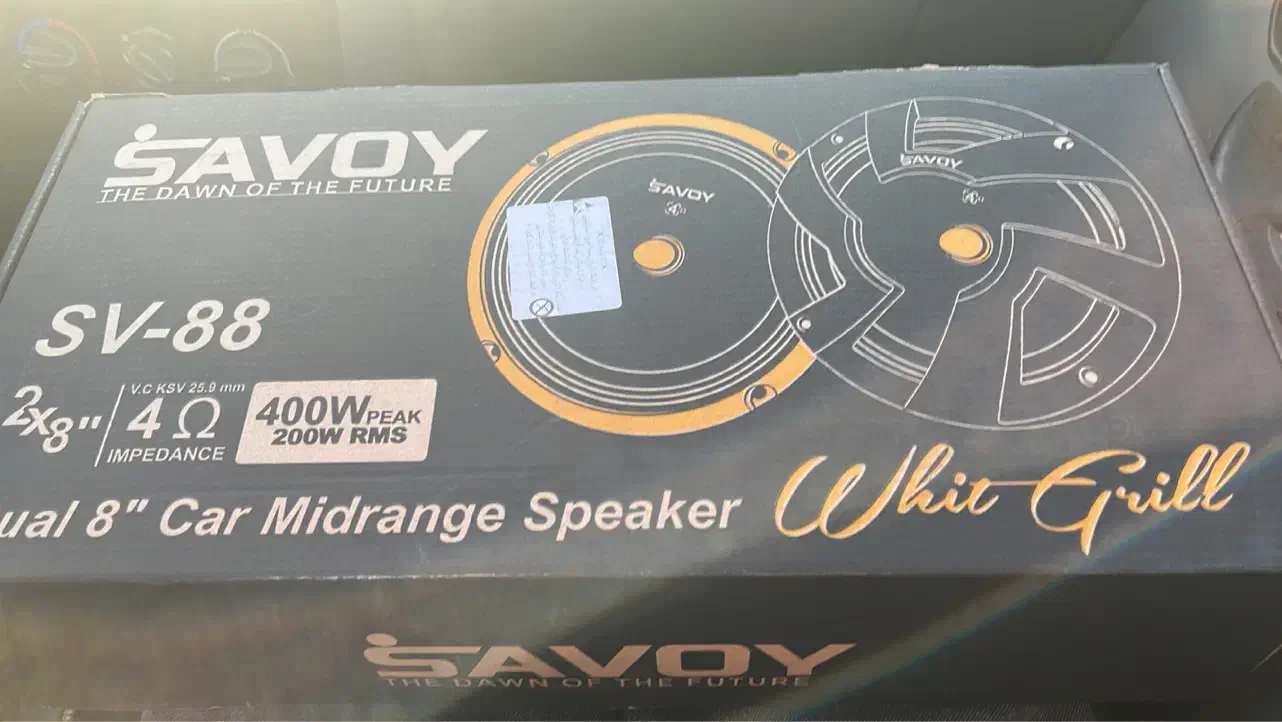 SAVOY
THE DAWN OF THE FUTURE
SAVOY
SAVOY
SV-88
2x8"
V.C KSV 25.9 mm
4 Ω
IMPEDANCE
400W PEAK
200W RMS
ual 8" Car Midrange Speaker
Whit Grill
SAVOY
THE DAWN OF THE FUTURE